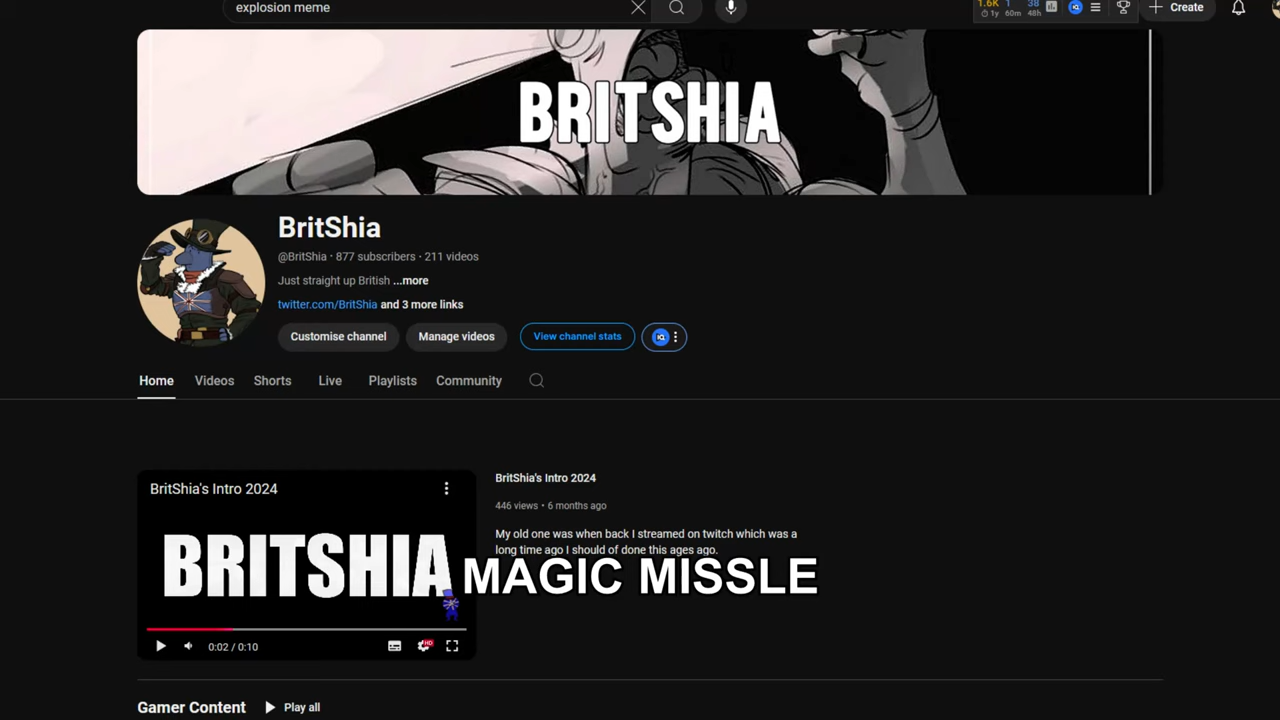 explosion meme
1.6K 1 38
1y 60m 48h
Create
BRITSHIA
BritShia
@BritShia · 877 subscribers · 211 videos
Just straight up British ...more
twitter.com/BritShia and 3 more links
Customise channel
Manage videos
View channel stats
Home
Videos
Shorts
Live
Playlists
Community
BritShia's Intro 2024
BRITSHIA
0:02 / 0:10
HD
BritShia's Intro 2024
446 views • 6 months ago
My old one was when back I streamed on twitch which was a
long time ago I should of done this ages ago.
MAGIC MISSLE
Gamer Content
Play all